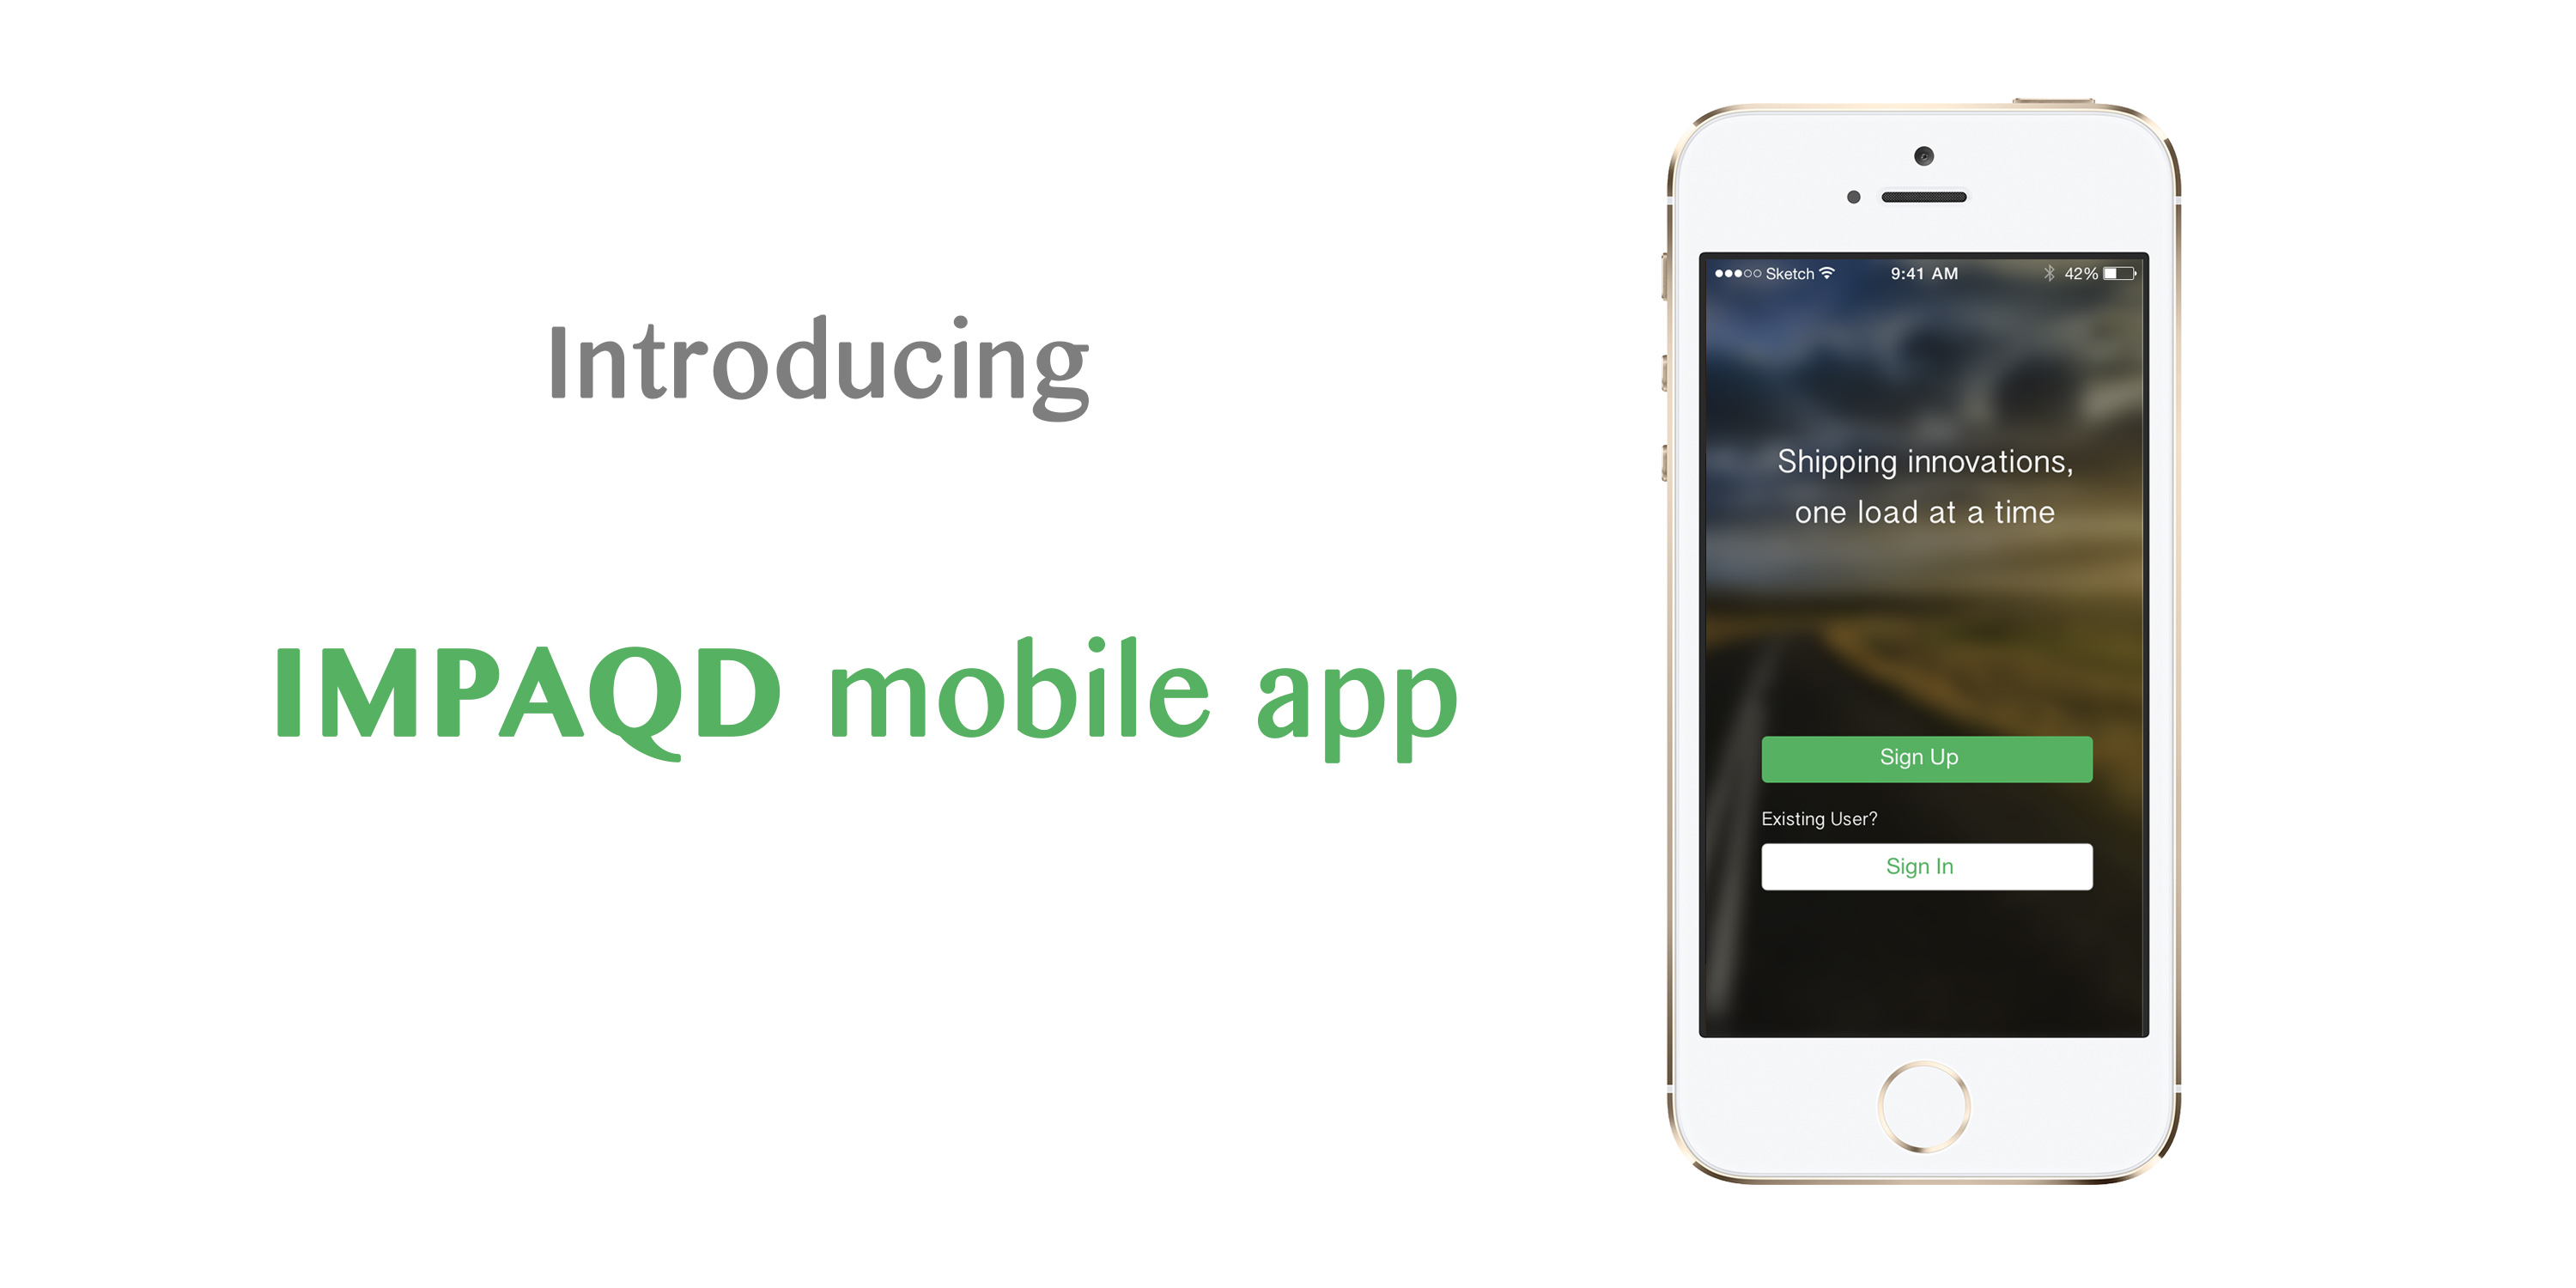 Introducing
IMPAQD mobile app
Sketch 9:41 AM 42%
Shipping innovations,
one load at a time
Sign Up
Existing User?
Sign In